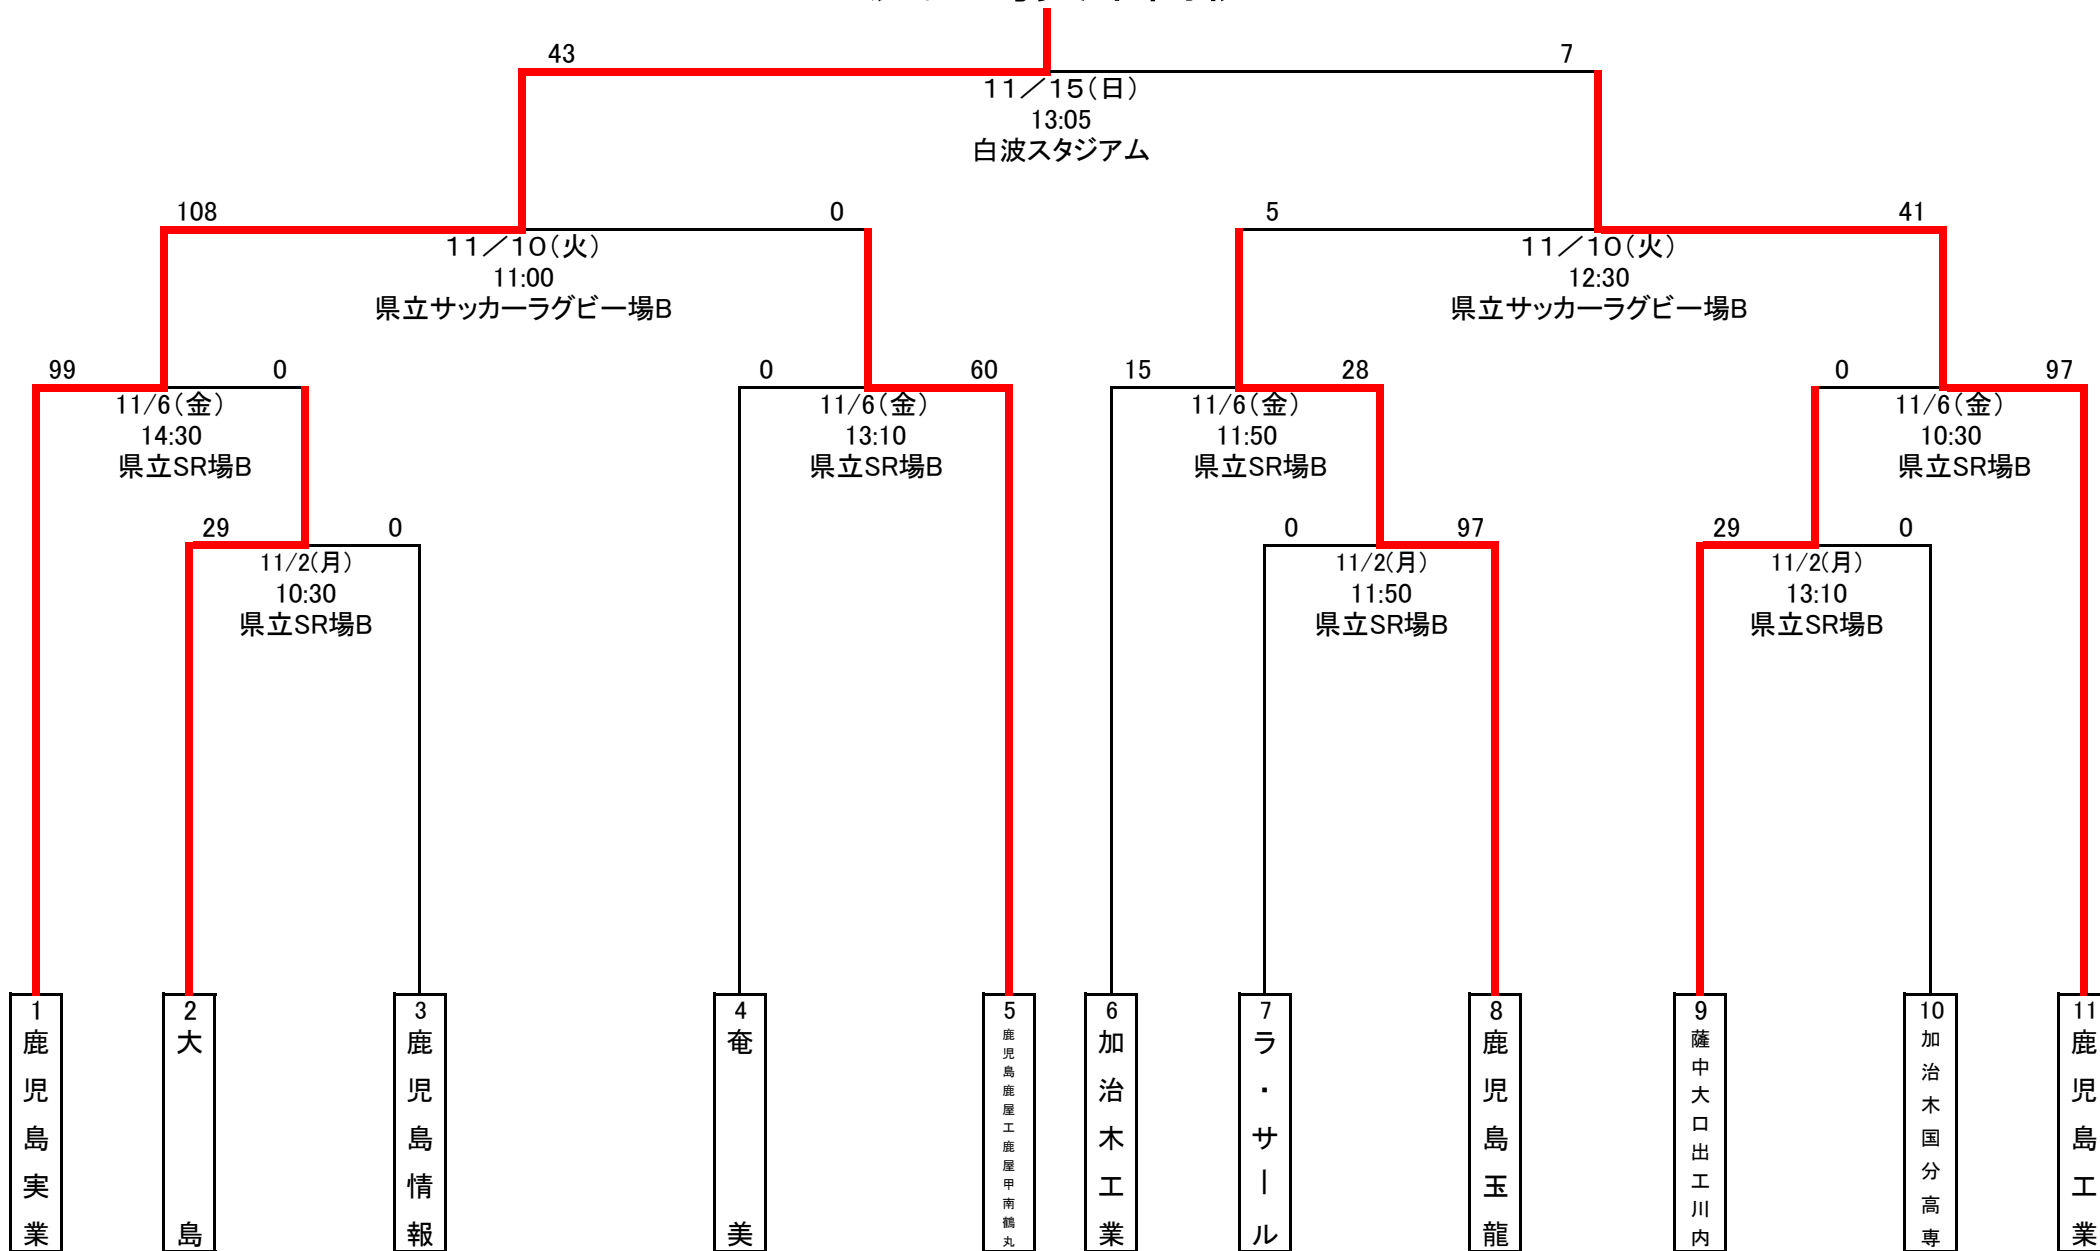 43 7
11／15（日）
13:05
白波スタジアム
108 0 5 41
11／10（火） 11／10（火）
11:00 12:30
県立サッカーラグビー場B 県立サッカーラグビー場B
99 0 0 60 15 28 0 97
11/6（金） 11/6（金） 11/6（金） 11/6（金）
14:30 13:10 11:50 10:30
県立SR場B 県立SR場B 県立SR場B 県立SR場B
29 0 0 97 29 0
11/2(月) 11/2(月) 11/2(月)
10:30 11:50 13:10
県立SR場B 県立SR場B 県立SR場B
1 鹿児島実業
2 大島
3 鹿児島情報
4 奄美
5 鹿児島鹿屋工鹿屋甲南鶴丸
6 加治木工業
7 ラ・サール
8 鹿児島玉龍
9 薩中大口出工川内
10 加治木国分高専
11 鹿児島工業